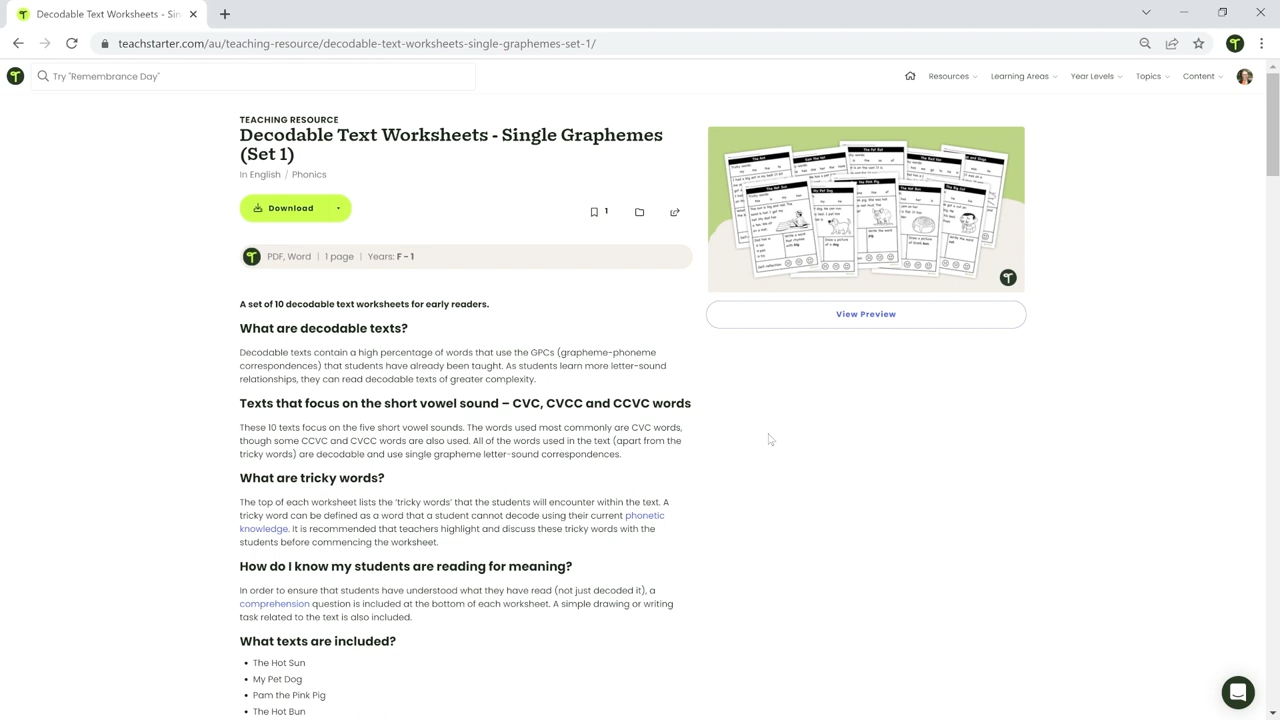 Decodable Text Worksheets - Sin
teachstarter.com/au/teaching-resource/decodable-text-worksheets-single-graphemes-set-1/
Try "Remembrance Day"
Resources
Learning Areas
Year Levels
Topics
Content
TEACHING RESOURCE
Decodable Text Worksheets - Single Graphemes
(Set 1)
In English / Phonics
Download
1
PDF, Word | 1 page | Years: F - 1
View Preview
A set of 10 decodable text worksheets for early readers.
What are decodable texts?
Decodable texts contain a high percentage of words that use the GPCs (grapheme-phoneme
correspondences) that students have already been taught. As students learn more letter-sound
relationships, they can read decodable texts of greater complexity.
Texts that focus on the short vowel sound – CVC, CVCC and CCVC words
These 10 texts focus on the five short vowel sounds. The words used most commonly are CVC words,
though some CCVC and CVCC words are also used. All of the words used in the text (apart from the
tricky words) are decodable and use single grapheme letter-sound correspondences.
What are tricky words?
The top of each worksheet lists the ‘tricky words’ that the students will encounter within the text. A
tricky word can be defined as a word that a student cannot decode using their current phonetic
knowledge. It is recommended that teachers highlight and discuss these tricky words with the
students before commencing the worksheet.
How do I know my students are reading for meaning?
In order to ensure that students have understood what they have read (not just decoded it), a
comprehension question is included at the bottom of each worksheet. A simple drawing or writing
task related to the text is also included.
What texts are included?
• The Hot Sun
• My Pet Dog
• Pam the Pink Pig
• The Hot Bun